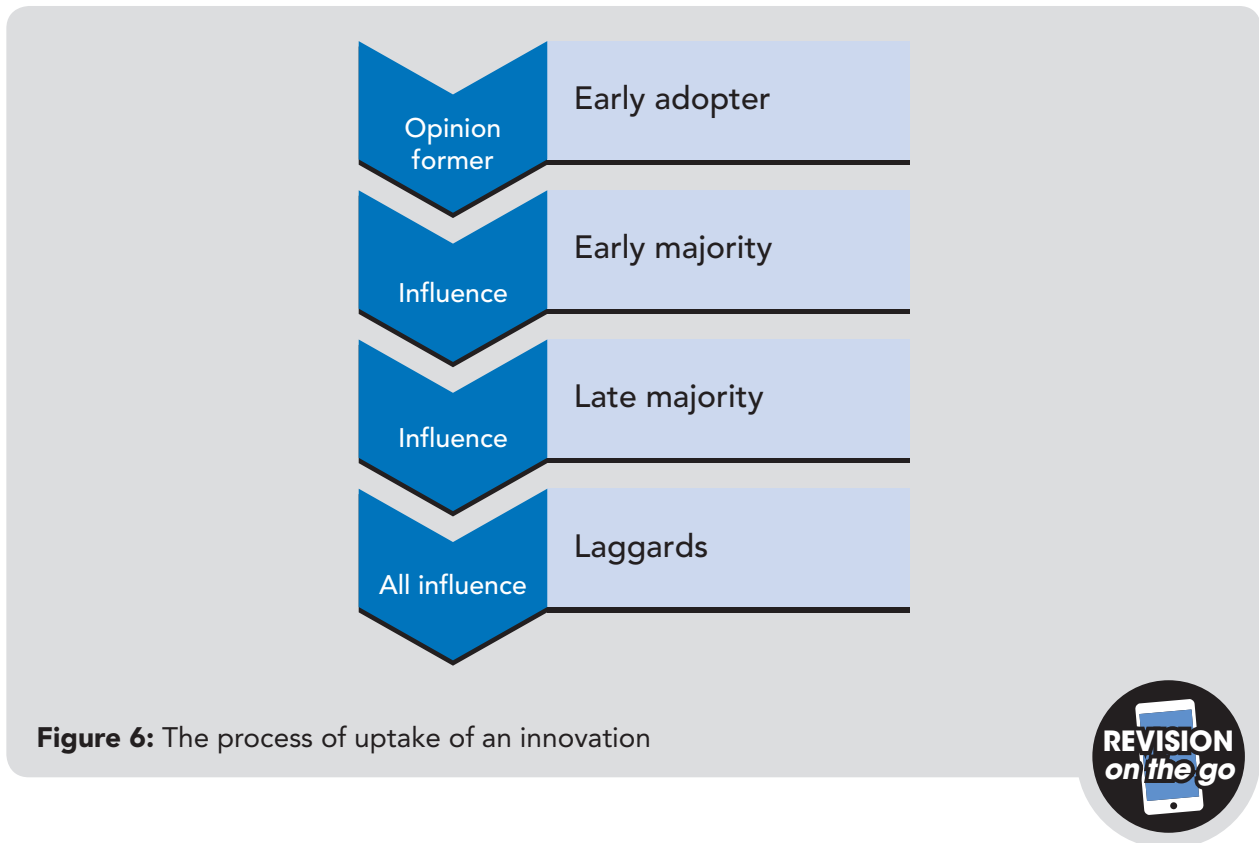 Opinion
former
Early adopter
Influence
Early majority
Influence
Late majority
All influence
Laggards
Figure 6: The process of uptake of an innovation
REVISION
on the go